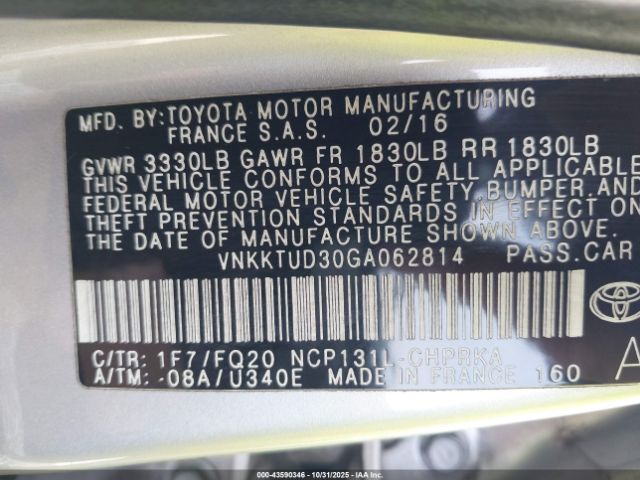 MFD. BY: TOYOTA MOTOR MANUFACTURING
FRANCE S.A.S. 02/16
GVWR 3330LB GAWR FR 1830LB RR 1830LB
THIS VEHICLE CONFORMS TO ALL APPLICABLE
FEDERAL MOTOR VEHICLE SAFETY, BUMPER, AND
THEFT PREVENTION STANDARDS IN EFFECT ON
THE DATE OF MANUFACTURE SHOWN ABOVE.
VNKKTUD30GA062814 PASS.CAR
C/TR: 1F7/FQ20 NCP131L-CHPRKA
A/TM: -08A/U340E MADE IN FRANCE 160
A
000-43590346 - 10/31/2025 - Copyright IAA, LLC.